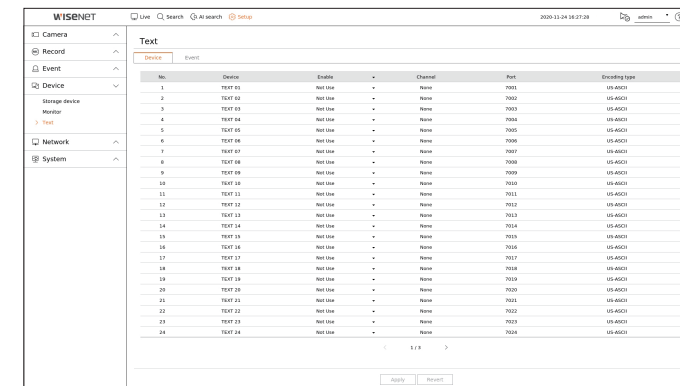 WISENET Live Search AI search Setup 2020-11-24 16:27:28 admin
Camera
Record
Event
Device
Storage device
Monitor
Text
Network
System
Text
Device Event
No. Device Enable Channel Port Encoding type
1 TEXT 01 Not Use None 7001 US-ASCII
2 TEXT 02 Not Use None 7002 US-ASCII
3 TEXT 03 Not Use None 7003 US-ASCII
4 TEXT 04 Not Use None 7004 US-ASCII
5 TEXT 05 Not Use None 7005 US-ASCII
6 TEXT 06 Not Use None 7006 US-ASCII
7 TEXT 07 Not Use None 7007 US-ASCII
8 TEXT 08 Not Use None 7008 US-ASCII
9 TEXT 09 Not Use None 7009 US-ASCII
10 TEXT 10 Not Use None 7010 US-ASCII
11 TEXT 11 Not Use None 7011 US-ASCII
12 TEXT 12 Not Use None 7012 US-ASCII
13 TEXT 13 Not Use None 7013 US-ASCII
14 TEXT 14 Not Use None 7014 US-ASCII
15 TEXT 15 Not Use None 7015 US-ASCII
16 TEXT 16 Not Use None 7016 US-ASCII
17 TEXT 17 Not Use None 7017 US-ASCII
18 TEXT 18 Not Use None 7018 US-ASCII
19 TEXT 19 Not Use None 7019 US-ASCII
20 TEXT 20 Not Use None 7020 US-ASCII
21 TEXT 21 Not Use None 7021 US-ASCII
22 TEXT 22 Not Use None 7022 US-ASCII
23 TEXT 23 Not Use None 7023 US-ASCII
24 TEXT 24 Not Use None 7024 US-ASCII
< 1 / 3 >
Apply Revert